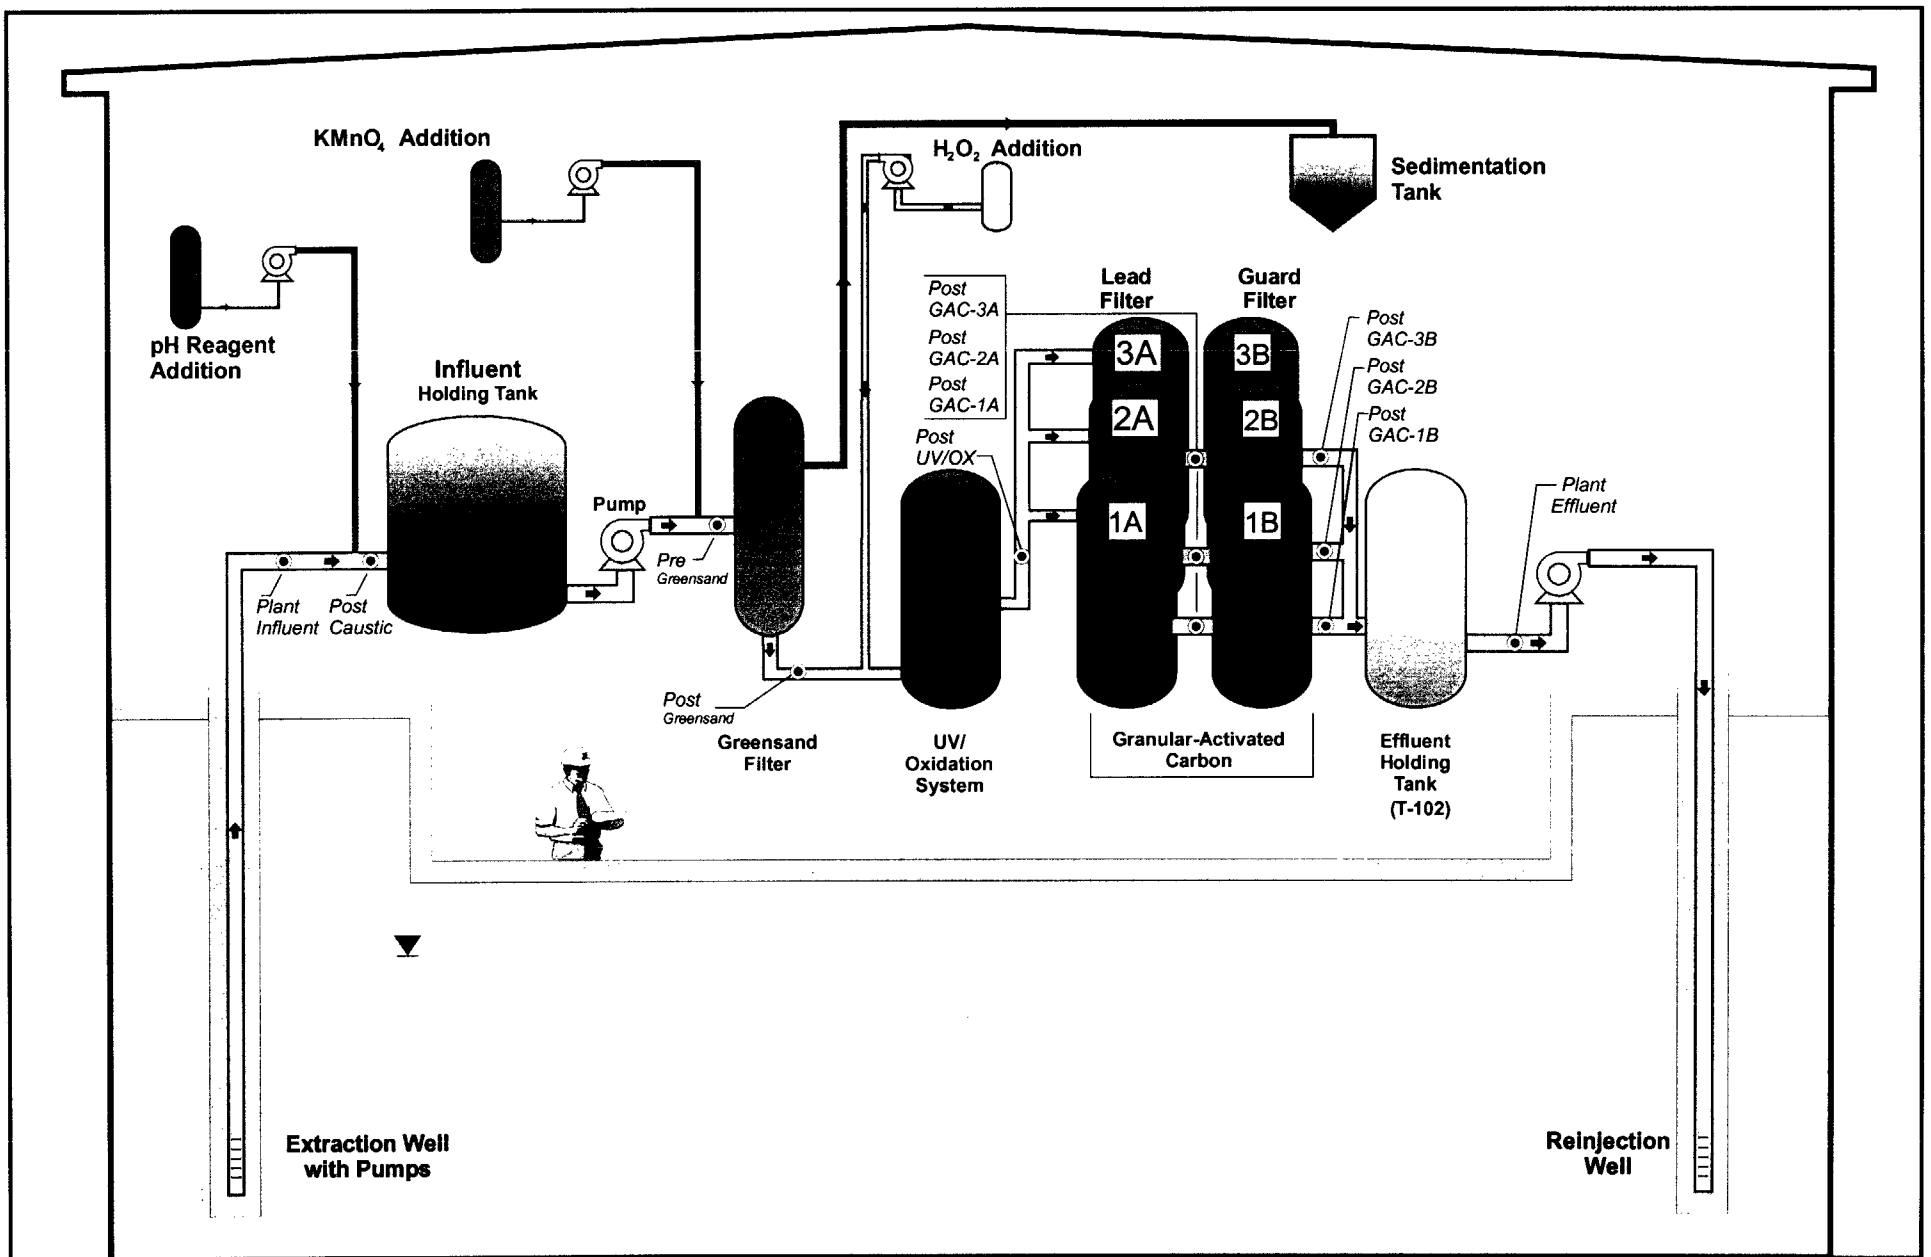 KMnO₄ Addition
H₂O₂ Addition
Sedimentation
Tank
pH Reagent
Addition
Influent
Holding Tank
Pump
Lead
Filter
Guard
Filter
Post
GAC-3A
Post
GAC-2A
Post
GAC-1A
Post
UV/OX
3A
2A
1A
3B
2B
1B
Post
GAC-3B
Post
GAC-2B
Post
GAC-1B
Plant
Effluent
Plant
Influent
Post
Caustic
Pre
Greensand
Post
Greensand
Greensand
Filter
UV/
Oxidation
System
Granular-Activated
Carbon
Effluent
Holding
Tank
(T-102)
Extraction Well
with Pumps
Reinjection
Well